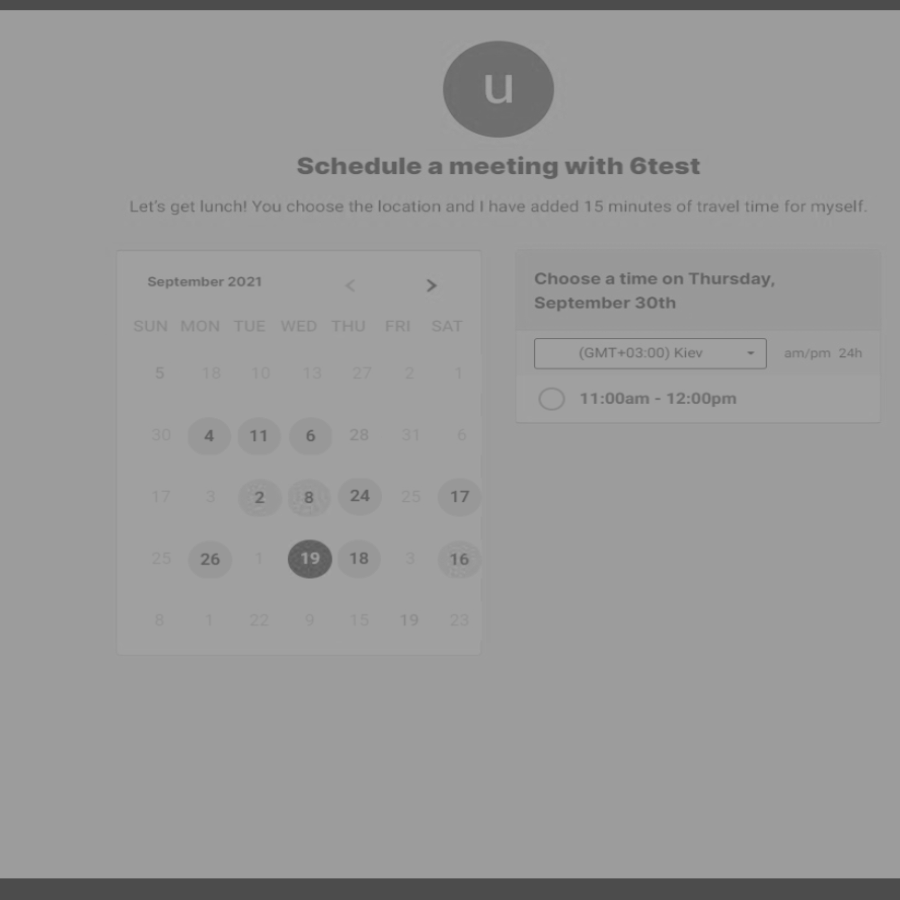 u
Schedule a meeting with 6test
Let's get lunch! You choose the location and I have added 15 minutes of travel time for myself.
September 2021 < >
SUN MON TUE WED THU FRI SAT
5 18 10 13 27 2 1
30 4 11 6 28 31 6
17 3 2 8 24 25 17
25 26 1 19 18 3 16
8 1 22 9 15 19 23
Choose a time on Thursday,
September 30th
(GMT+03:00) Kiev am/pm 24h
11:00am - 12:00pm